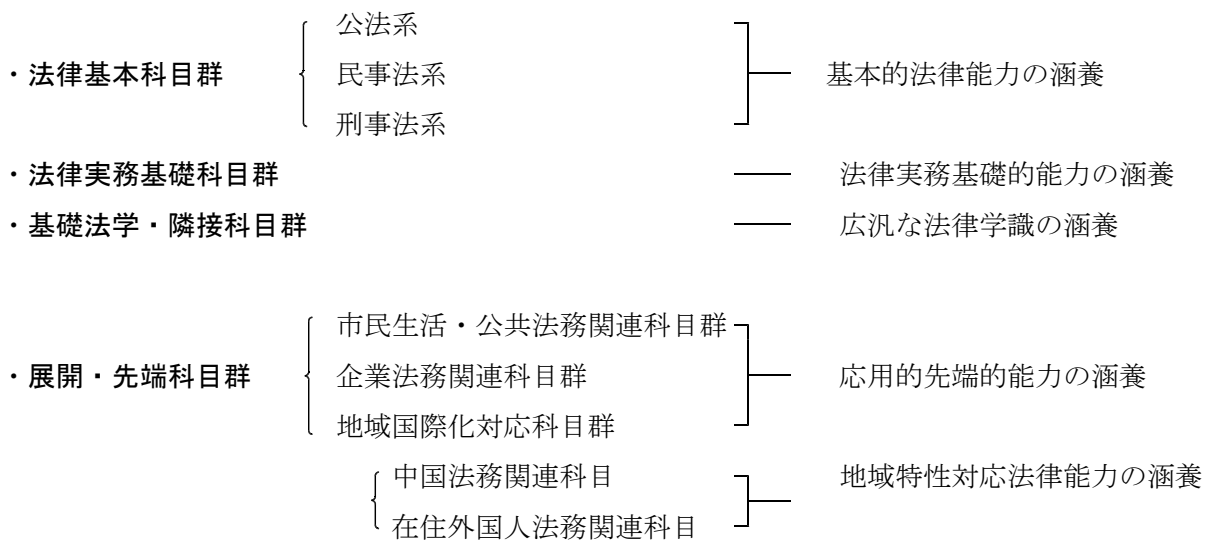 公法系
・法律基本科目群 民事法系 基本的法律能力の涵養
刑事法系
・法律実務基礎科目群 法律実務基礎的能力の涵養
・基礎法学・隣接科目群 広汎な法律学識の涵養
市民生活・公共法務関連科目群
・展開・先端科目群 企業法務関連科目群 応用的先端的能力の涵養
地域国際化対応科目群
中国法務関連科目 地域特性対応法律能力の涵養
在住外国人法務関連科目